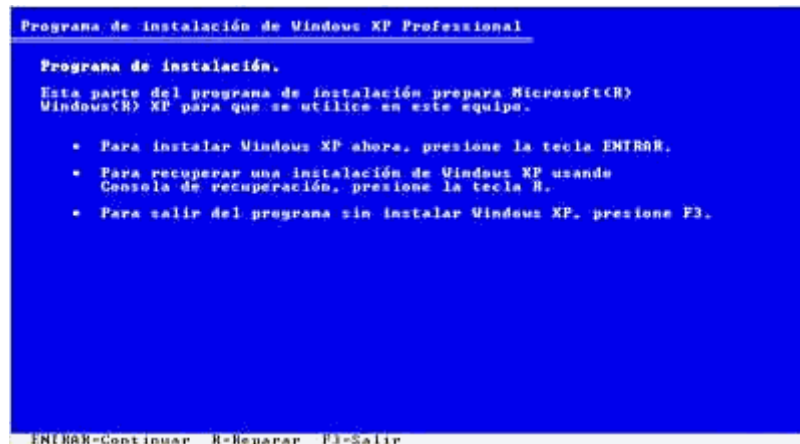 Programa de instalación de Windows XP Professional
Programa de instalación.
Esta parte del programa de instalación prepara Microsoft(R)
Windows(R) XP para que se utilice en este equipo.
• Para instalar Windows XP ahora, presione la tecla ENTRAR.
• Para recuperar una instalación de Windows XP usando
Consola de recuperación, presione la tecla R.
• Para salir del programa sin instalar Windows XP, presione F3.
ENTRAR=Continuar R=Reparar F3=Salir